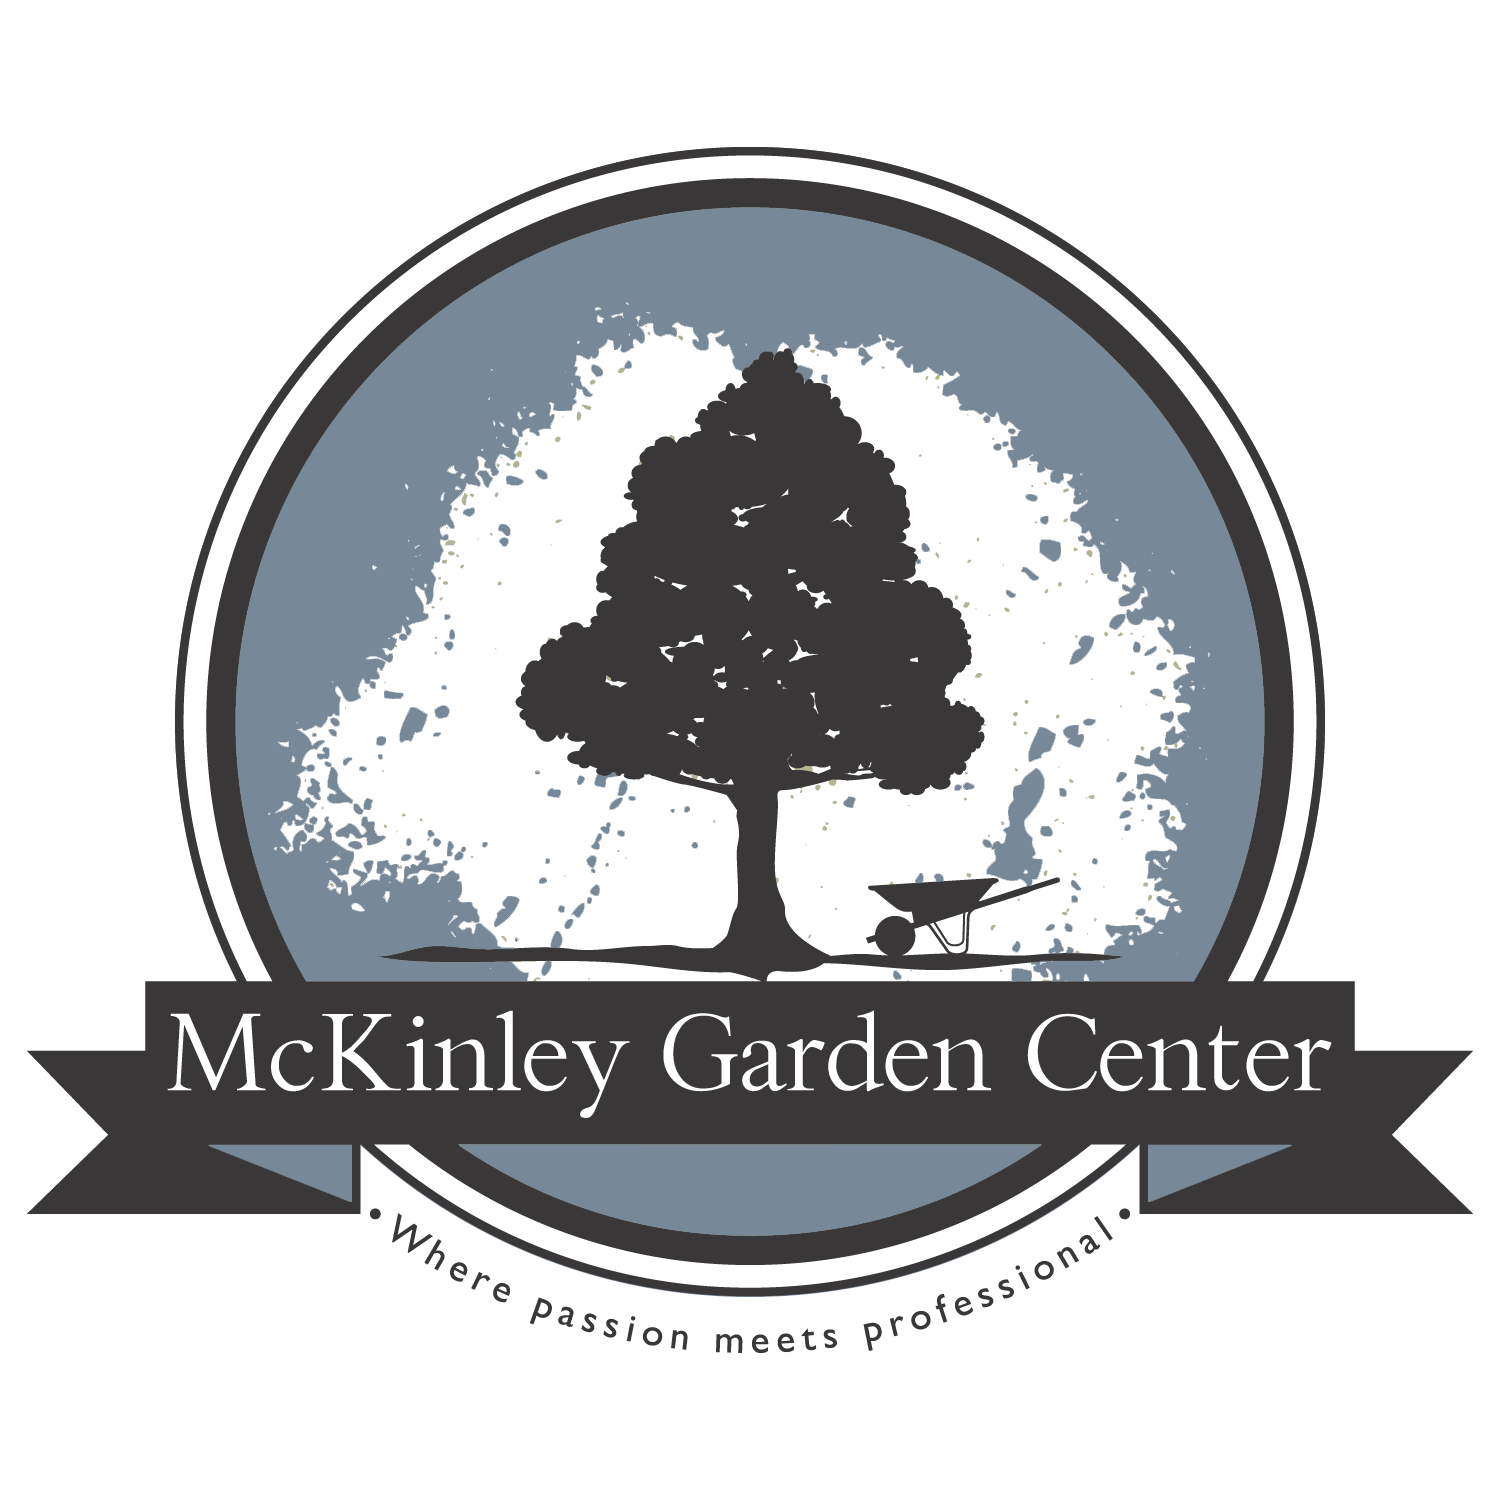 McKinley Garden Center
• Where passion meets professional •